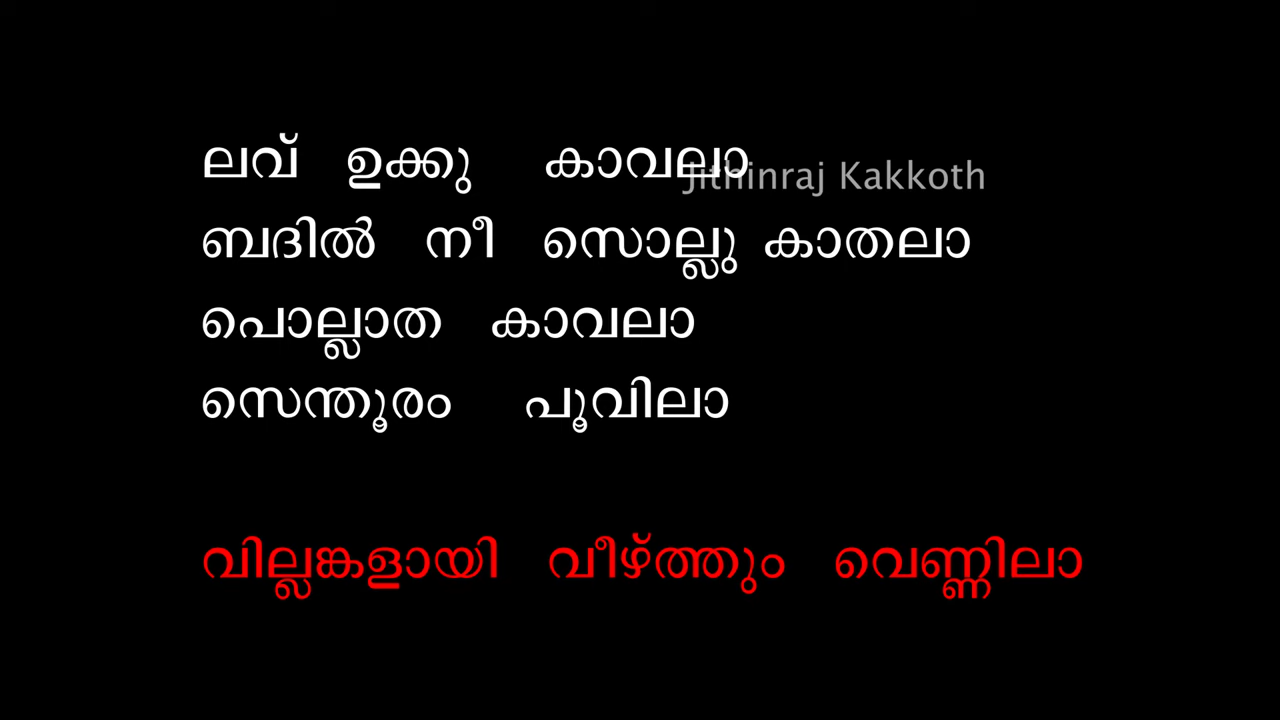 ലവ് ഉക്കു കാവലാ
Jithinraj Kakkoth
ബദിൽ നീ സൊല്ലു കാതലാ
പൊല്ലാത കാവലാ
സെന്തൂരം പൂവിലാ
വില്ലങ്കളായി വീഴ്ത്തും വെണ്ണിലാ